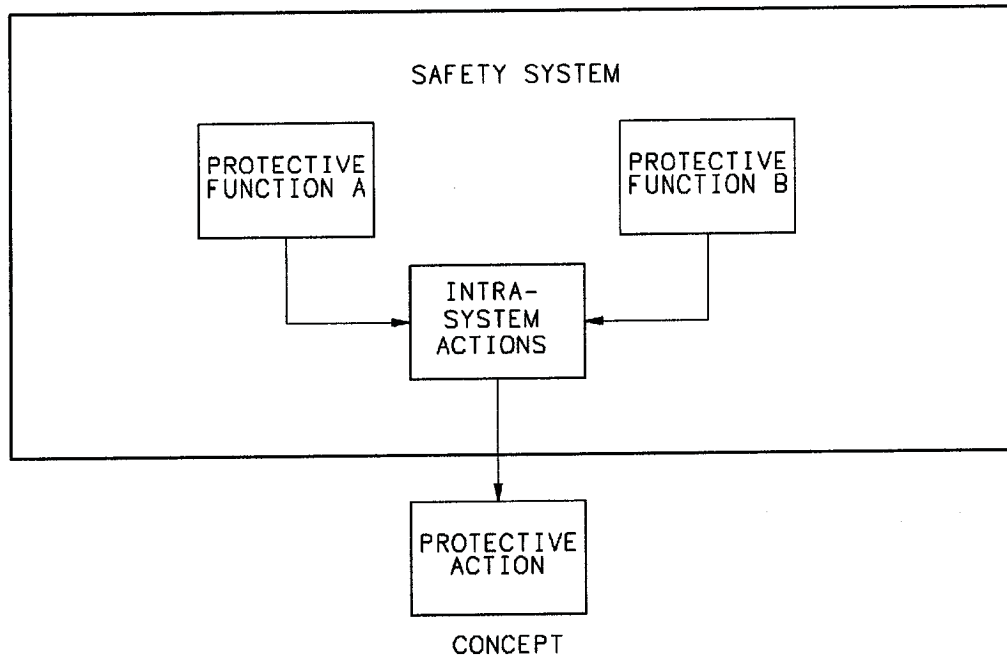 SAFETY SYSTEM
PROTECTIVE
FUNCTION A
PROTECTIVE
FUNCTION B
INTRA-
SYSTEM
ACTIONS
PROTECTIVE
ACTION
CONCEPT